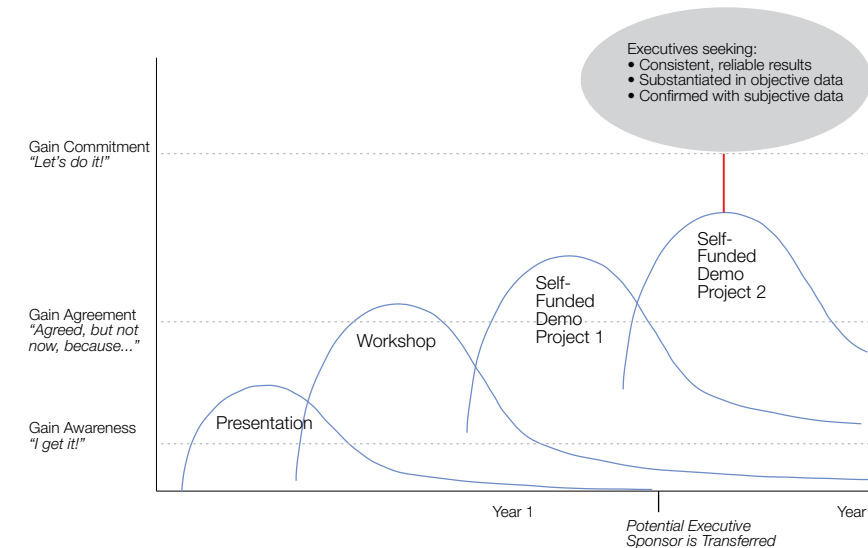 Executives seeking:
• Consistent, reliable results
• Substantiated in objective data
• Confirmed with subjective data
Gain Commitment
“Let’s do it!”
Self-
Funded
Demo
Project 2
Self-
Funded
Demo
Project 1
Gain Agreement
“Agreed, but not
now, because...”
Workshop
Presentation
Gain Awareness
“I get it!”
Year 1
Year
Potential Executive
Sponsor is Transferred